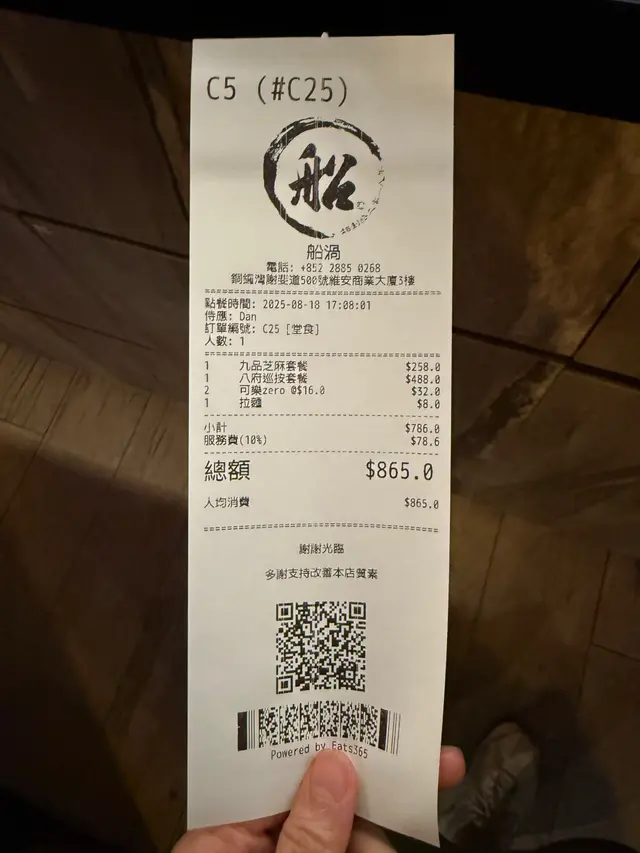 C5 (#C25)
船
船渦
電話: +852 2885 0268
銅鑼灣謝斐道500號維安商業大廈3樓
點餐時間: 2025-08-18 17:08:01
侍應: Dan
訂單編號: C25 [堂食]
人數: 1
1 九品芝麻套餐 $258.0
1 八府巡按套餐 $488.0
2 可樂zero @$16.0 $32.0
1 拉麵 $8.0
小計 $786.0
服務費(10%) $78.6
總額 $865.0
人均消費 $865.0
謝謝光臨
多謝支持改善本店質素
Powered by Eats365